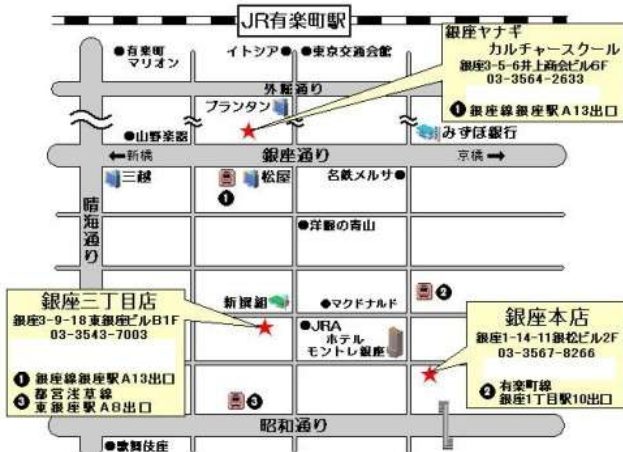 JR有楽町駅
●有楽町
マリオン
イトシア●
●東京交通会館
銀座ヤナギ
カルチャースクール
銀座3-5-6井上商会ビル6F
03-3564-2633
❶銀座線銀座駅A13出口
外堀通り
プランタン
●山野楽器
みずほ銀行
←新橋
銀座通り
京橋→
三越
❶
松屋
名鉄メルサ●
晴海通り
●洋服の青山
❷
銀座三丁目店
銀座3-9-18東銀座ビルB1F
03-3543-7003
❶銀座線銀座駅A13出口
❸都営浅草線
東銀座駅A8出口
新撰組
●マクドナルド
●JRA
ホテル
モントレ銀座
銀座本店
銀座1-14-11銀松ビル2F
03-3567-8266
❷有楽町線
銀座1丁目駅10出口
❸
昭和通り
●歌舞伎座